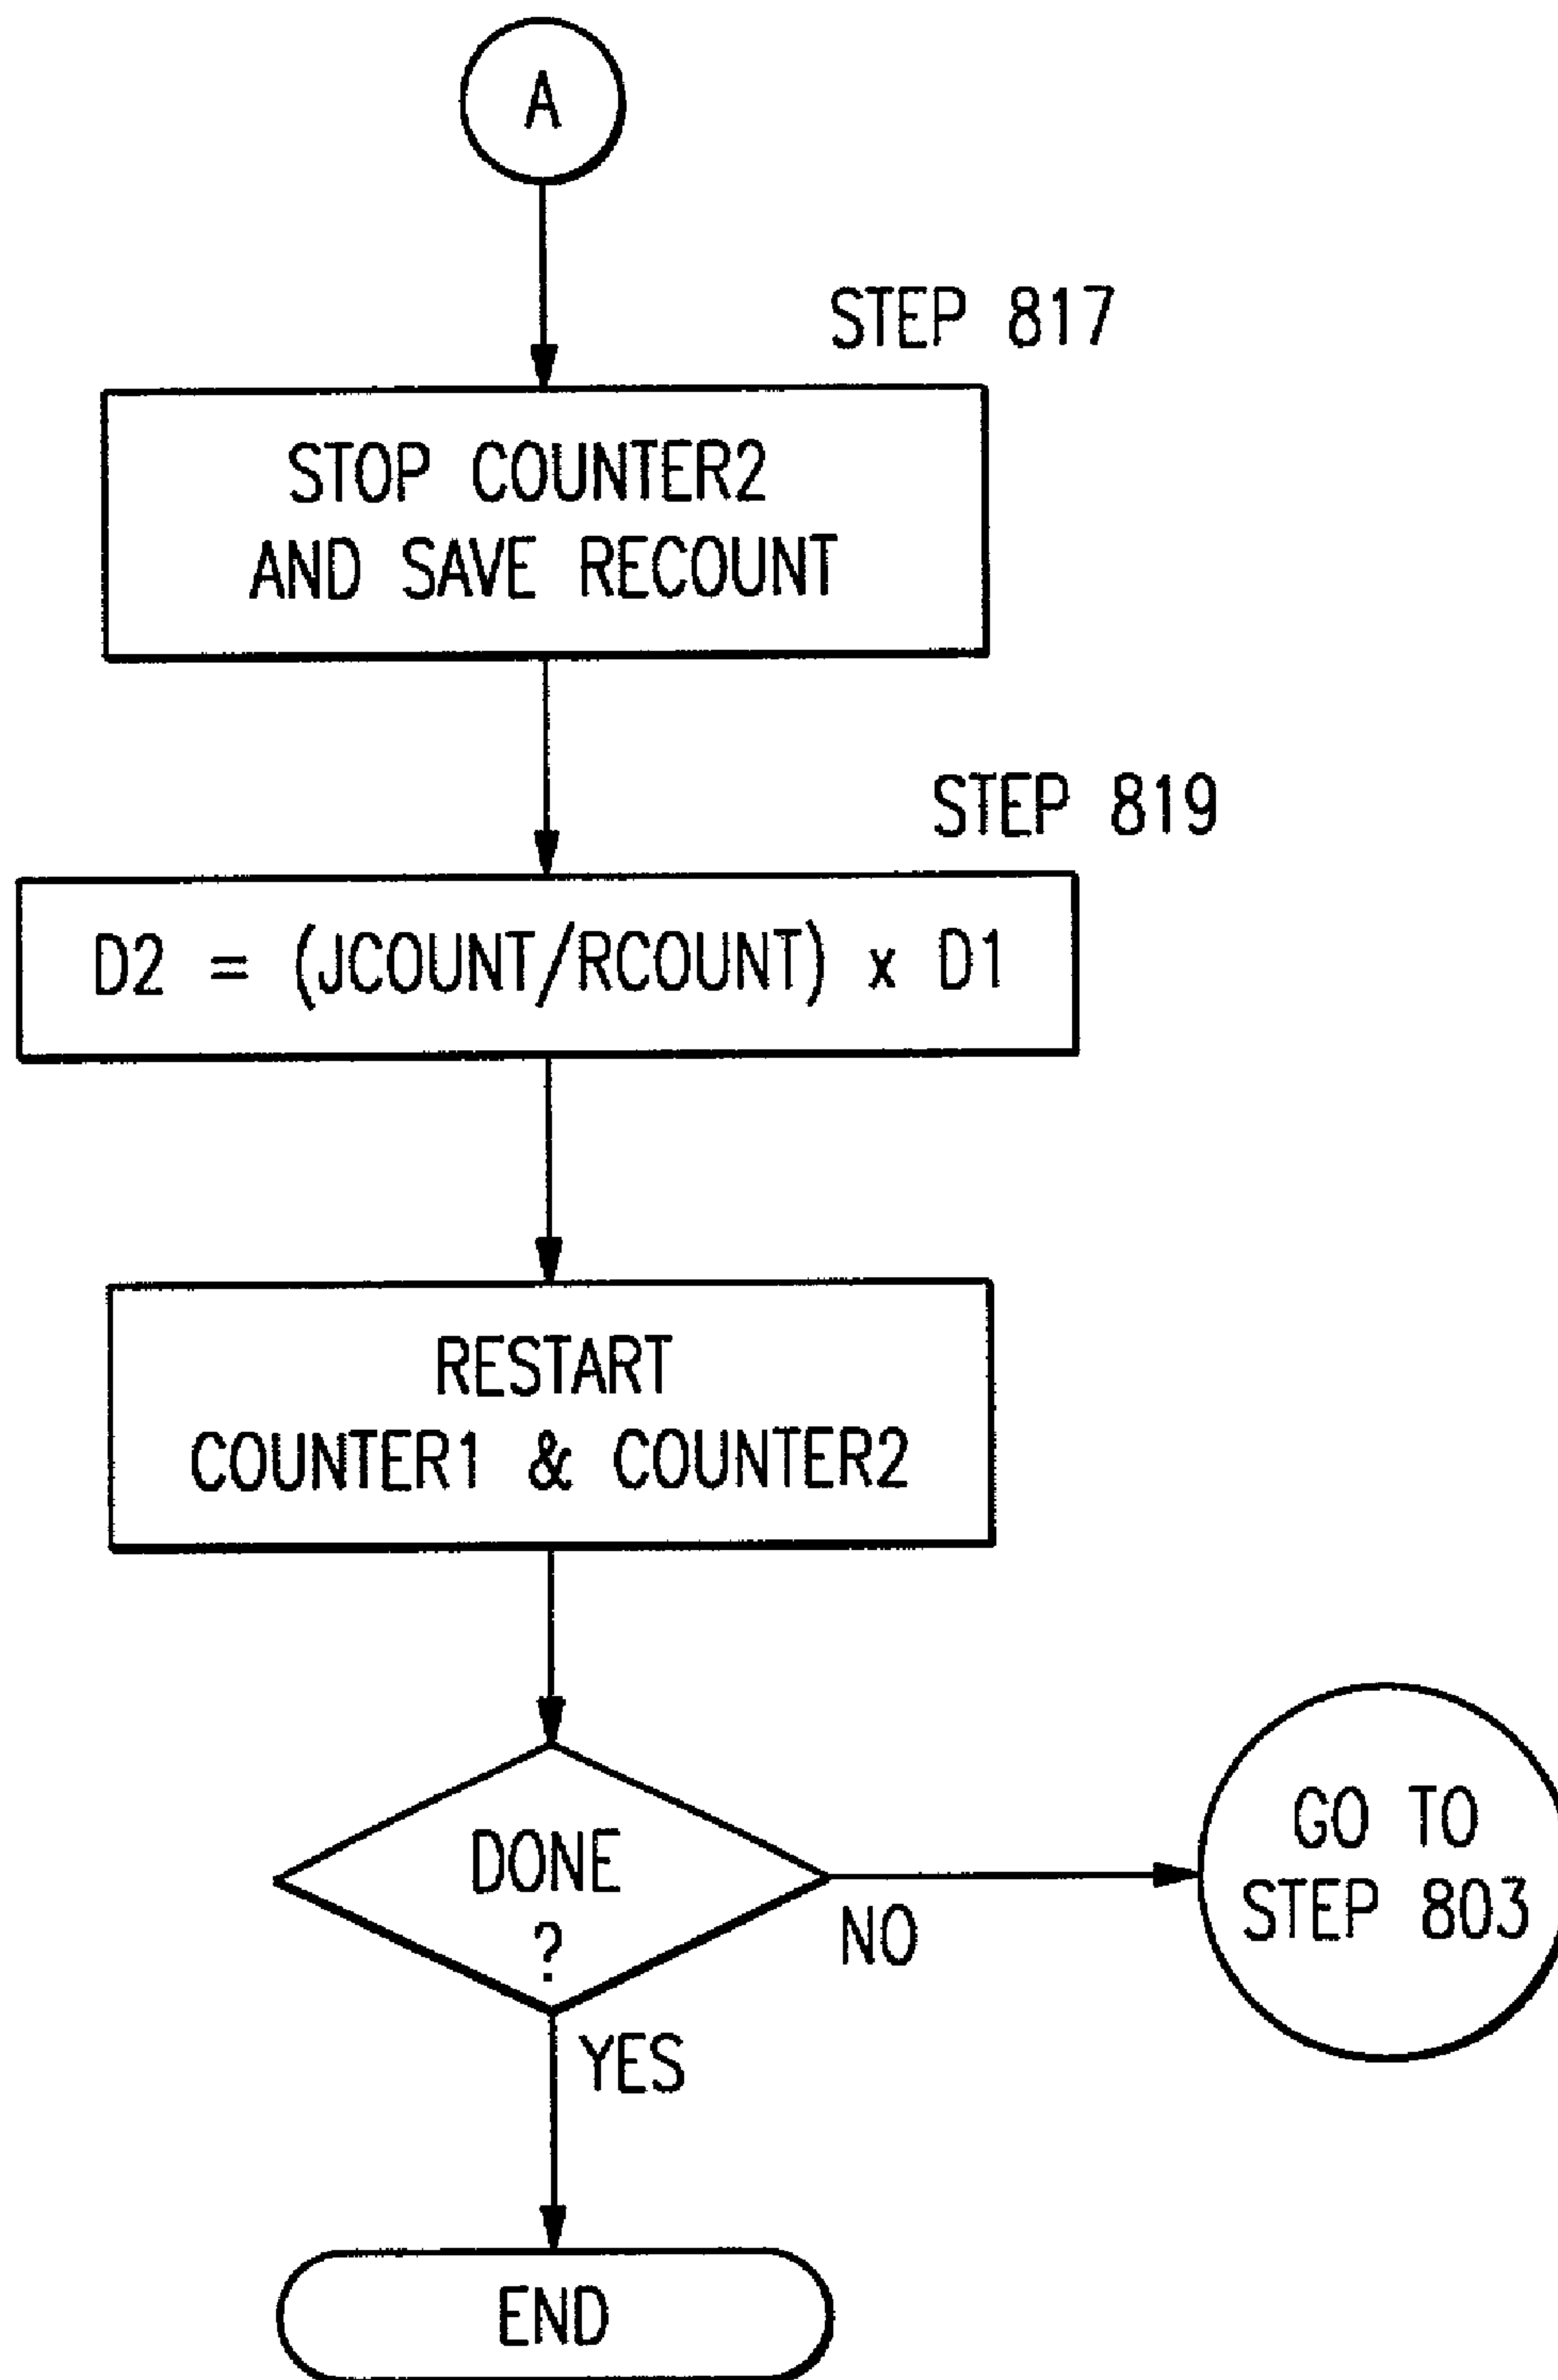 A
STEP 817
STOP COUNTER2
AND SAVE RECOUNT
STEP 819
D2 = (JCOUNT/RCOUNT) x D1
RESTART
COUNTER1 & COUNTER2
DONE
?
NO
GO TO
STEP 803
YES
END